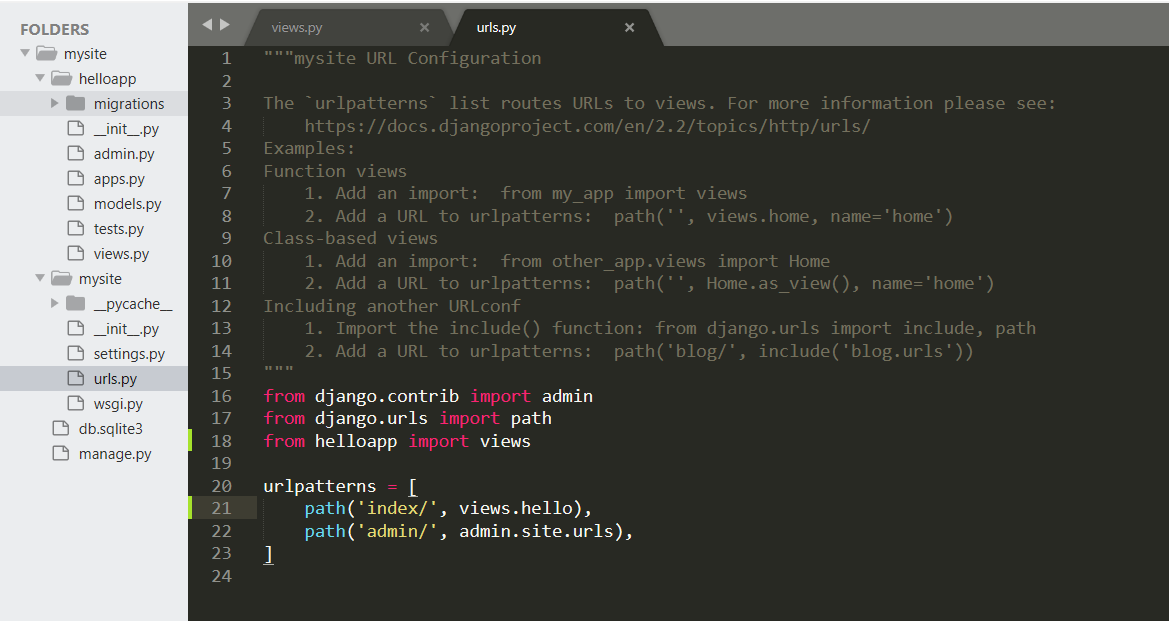 FOLDERS
mysite
helloapp
migrations
__init__.py
admin.py
apps.py
models.py
tests.py
views.py
mysite
__pycache__
__init__.py
settings.py
urls.py
wsgi.py
db.sqlite3
manage.py
views.py ×
urls.py ×
1 """mysite URL Configuration
2
3 The `urlpatterns` list routes URLs to views. For more information please see:
4     https://docs.djangoproject.com/en/2.2/topics/http/urls/
5 Examples:
6 Function views
7     1. Add an import:  from my_app import views
8     2. Add a URL to urlpatterns:  path('', views.home, name='home')
9 Class-based views
10     1. Add an import:  from other_app.views import Home
11     2. Add a URL to urlpatterns:  path('', Home.as_view(), name='home')
12 Including another URLconf
13     1. Import the include() function: from django.urls import include, path
14     2. Add a URL to urlpatterns:  path('blog/', include('blog.urls'))
15 """
16 from django.contrib import admin
17 from django.urls import path
18 from helloapp import views
19
20 urlpatterns = [
21     path('index/', views.hello),
22     path('admin/', admin.site.urls),
23 ]
24